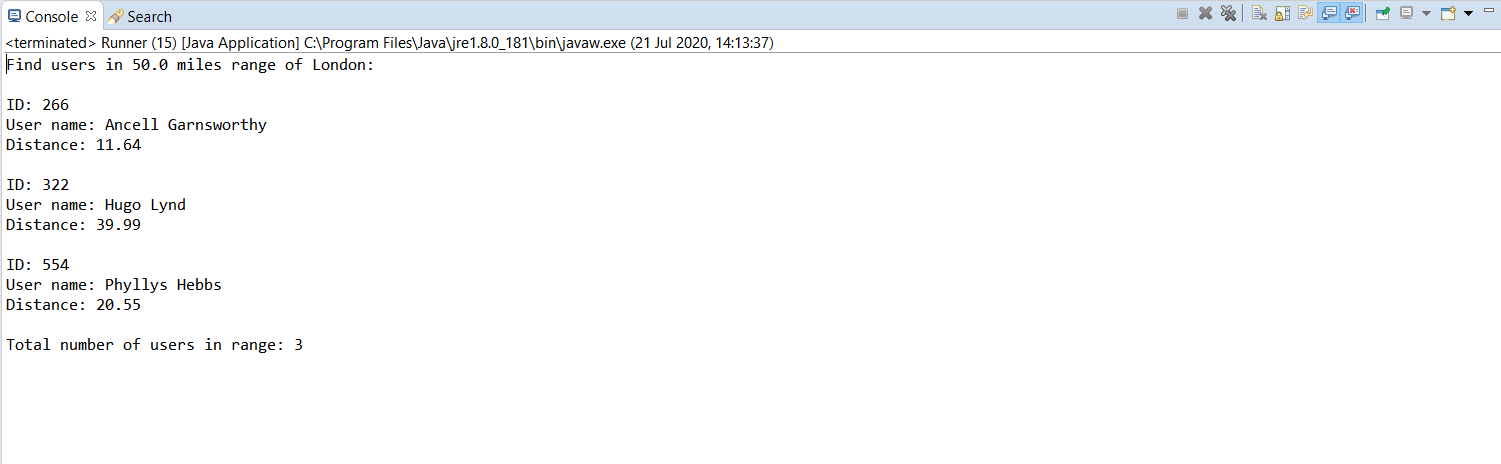 Console Search
<terminated> Runner (15) [Java Application] C:\Program Files\Java\jre1.8.0_181\bin\javaw.exe (21 Jul 2020, 14:13:37)
Find users in 50.0 miles range of London:
ID: 266
User name: Ancell Garnsworthy
Distance: 11.64
ID: 322
User name: Hugo Lynd
Distance: 39.99
ID: 554
User name: Phyllys Hebbs
Distance: 20.55
Total number of users in range: 3